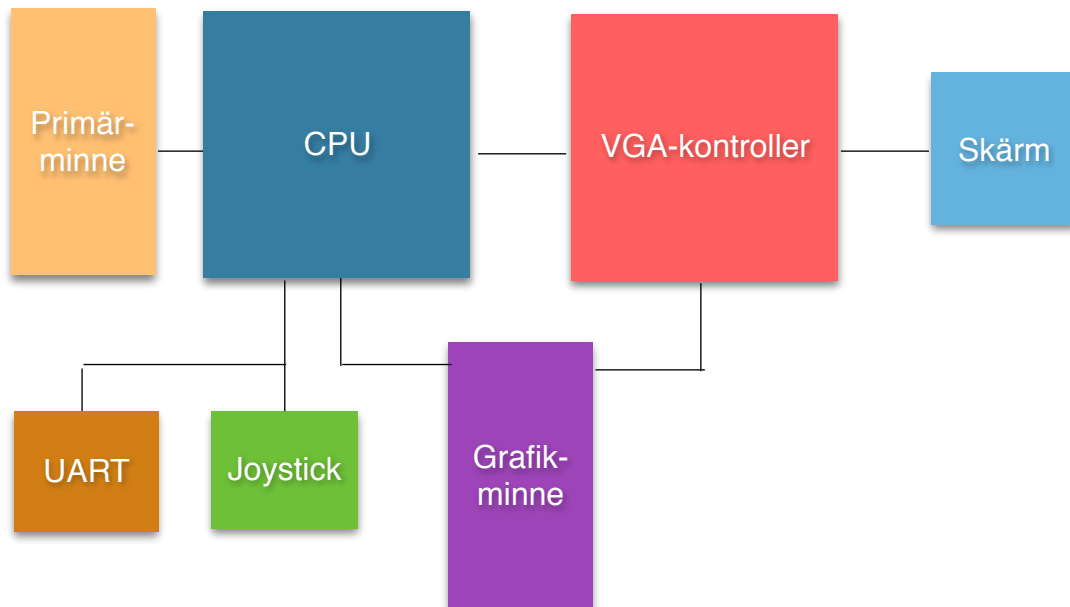 Primär-
minne
CPU
VGA-kontroller
Skärm
UART
Joystick
Grafik-
minne